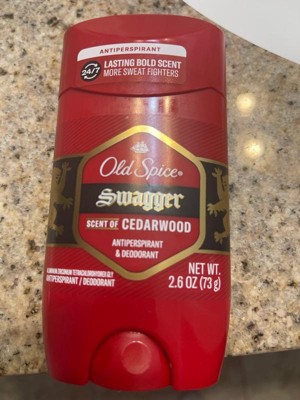 ANTIPERSPIRANT
24/7
LASTING BOLD SCENT
MORE SWEAT FIGHTERS
Old Spice®
Swagger
SCENT OF CEDARWOOD
ANTIPERSPIRANT
& DEODORANT
ANTIPERSPIRANT / DEODORANT
NET WT.
2.6 OZ (73 g)